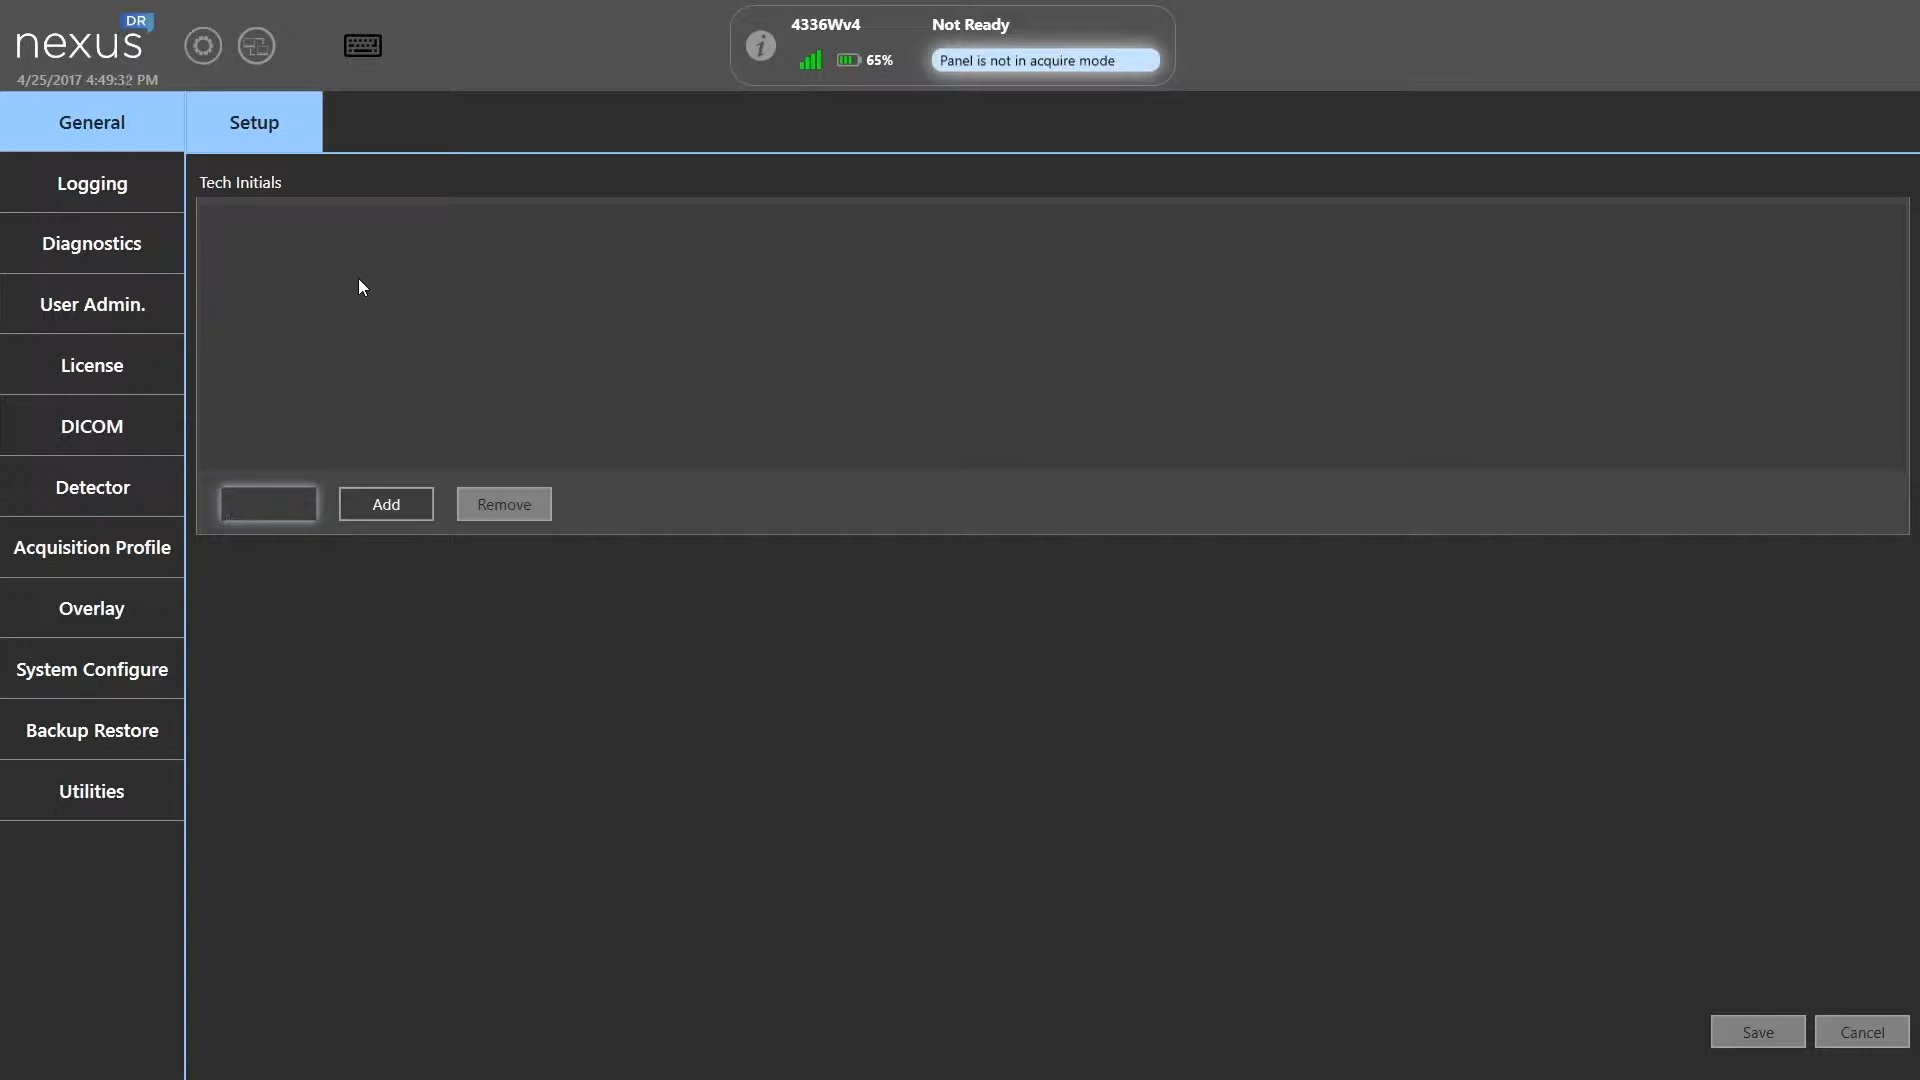 nexus DR
4/25/2017 4:49:32 PM
i
4336Wv4
Not Ready
65%
Panel is not in acquire mode
General
Setup
Logging
Diagnostics
User Admin.
License
DICOM
Detector
Acquisition Profile
Overlay
System Configure
Backup Restore
Utilities
Tech Initials
Add
Remove
Save
Cancel